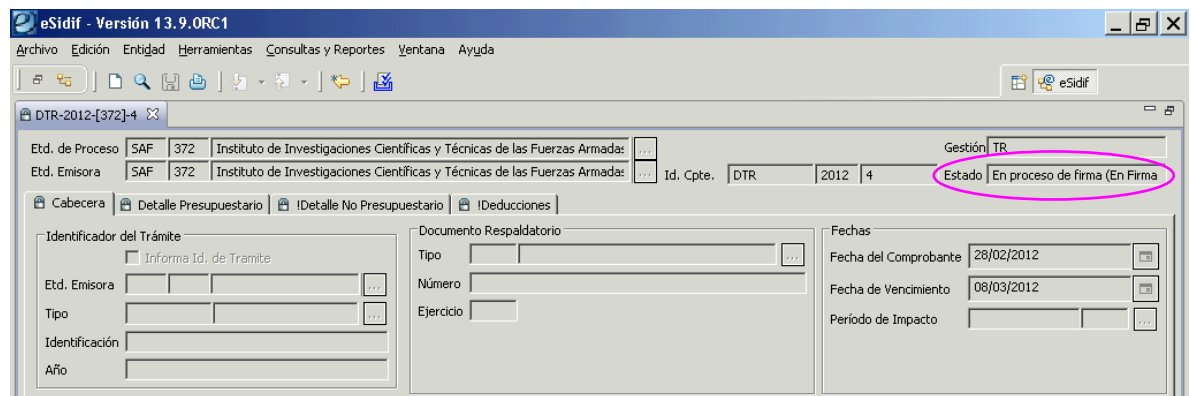 eSidif - Versión 13.9.0RC1
Archivo Edición Entidad Herramientas Consultas y Reportes Ventana Ayuda
eSidif
DTR-2012-[372]-4
Etd. de Proceso SAF 372 Instituto de Investigaciones Científicas y Técnicas de las Fuerzas Armadas ... Gestión TR
Etd. Emisora SAF 372 Instituto de Investigaciones Científicas y Técnicas de las Fuerzas Armadas ... Id. Cpte. DTR 2012 4 Estado En proceso de firma (En Firma
Cabecera Detalle Presupuestario !Detalle No Presupuestario !Deducciones
Identificador del Trámite
Informa Id. de Tramite
Etd. Emisora ...
Tipo ...
Identificación
Año
Documento Respaldatorio
Tipo ...
Número
Ejercicio
Fechas
Fecha del Comprobante 28/02/2012
Fecha de Vencimiento 08/03/2012
Período de Impacto ...